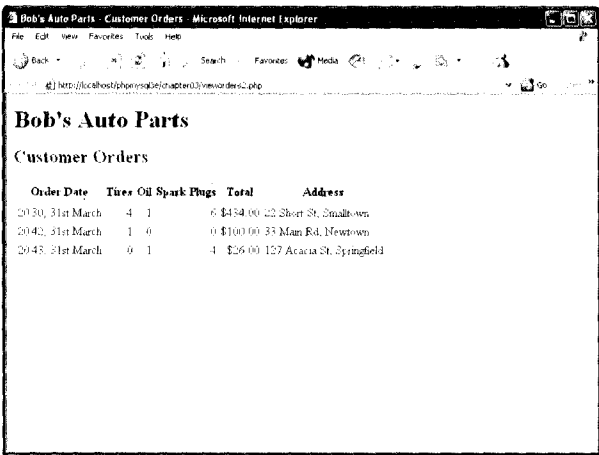 Bob's Auto Parts - Customer Orders - Microsoft Internet Explorer
File Edit View Favorites Tools Help
Back Search Favorites Media
http://localhost/phpmysql3e/chapter03/vieworders2.php Go
Bob's Auto Parts
Customer Orders
Order Date Tires Oil Spark Plugs Total Address
20:30, 31st March 4 1 6 $434.00 22 Short St, Smalltown
20:42, 31st March 1 0 0 $100.00 33 Main Rd, Newtown
20:43, 31st March 0 1 4 $26.00 127 Acacia St, Springfield